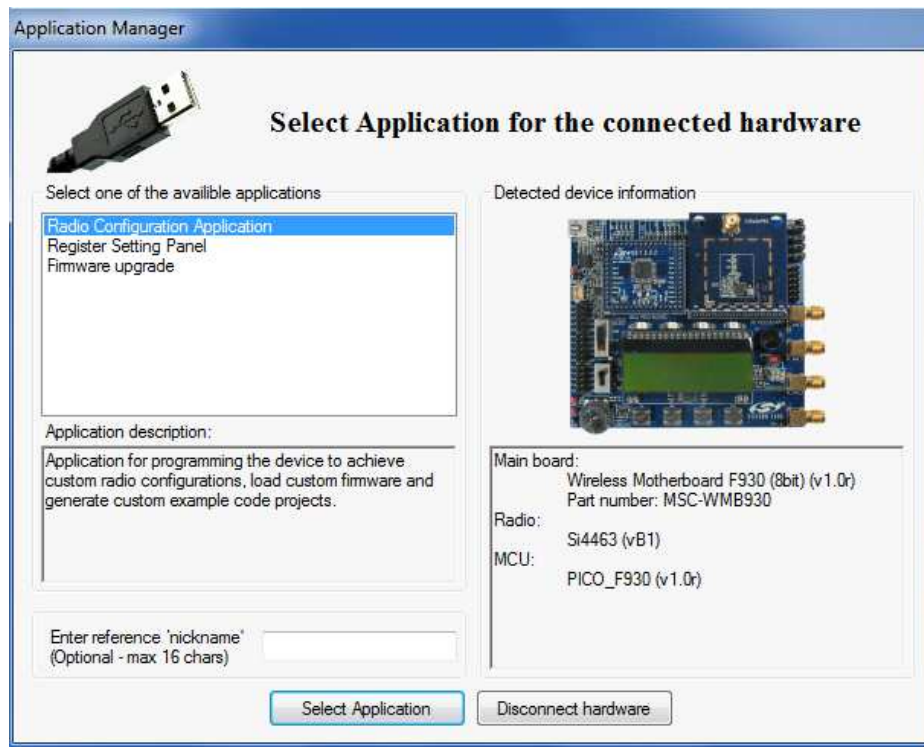 Application Manager
Select Application for the connected hardware
Select one of the availible applications
Radio Configuration Application
Register Setting Panel
Firmware upgrade
Application description:
Application for programming the device to achieve
custom radio configurations, load custom firmware and
generate custom example code projects.
Enter reference 'nickname'
(Optional - max 16 chars)
Detected device information
Main board:
Wireless Motherboard F930 (8bit) (v1.0r)
Part number: MSC-WMB930
Radio:
Si4463 (vB1)
MCU:
PICO_F930 (v1.0r)
Select Application
Disconnect hardware